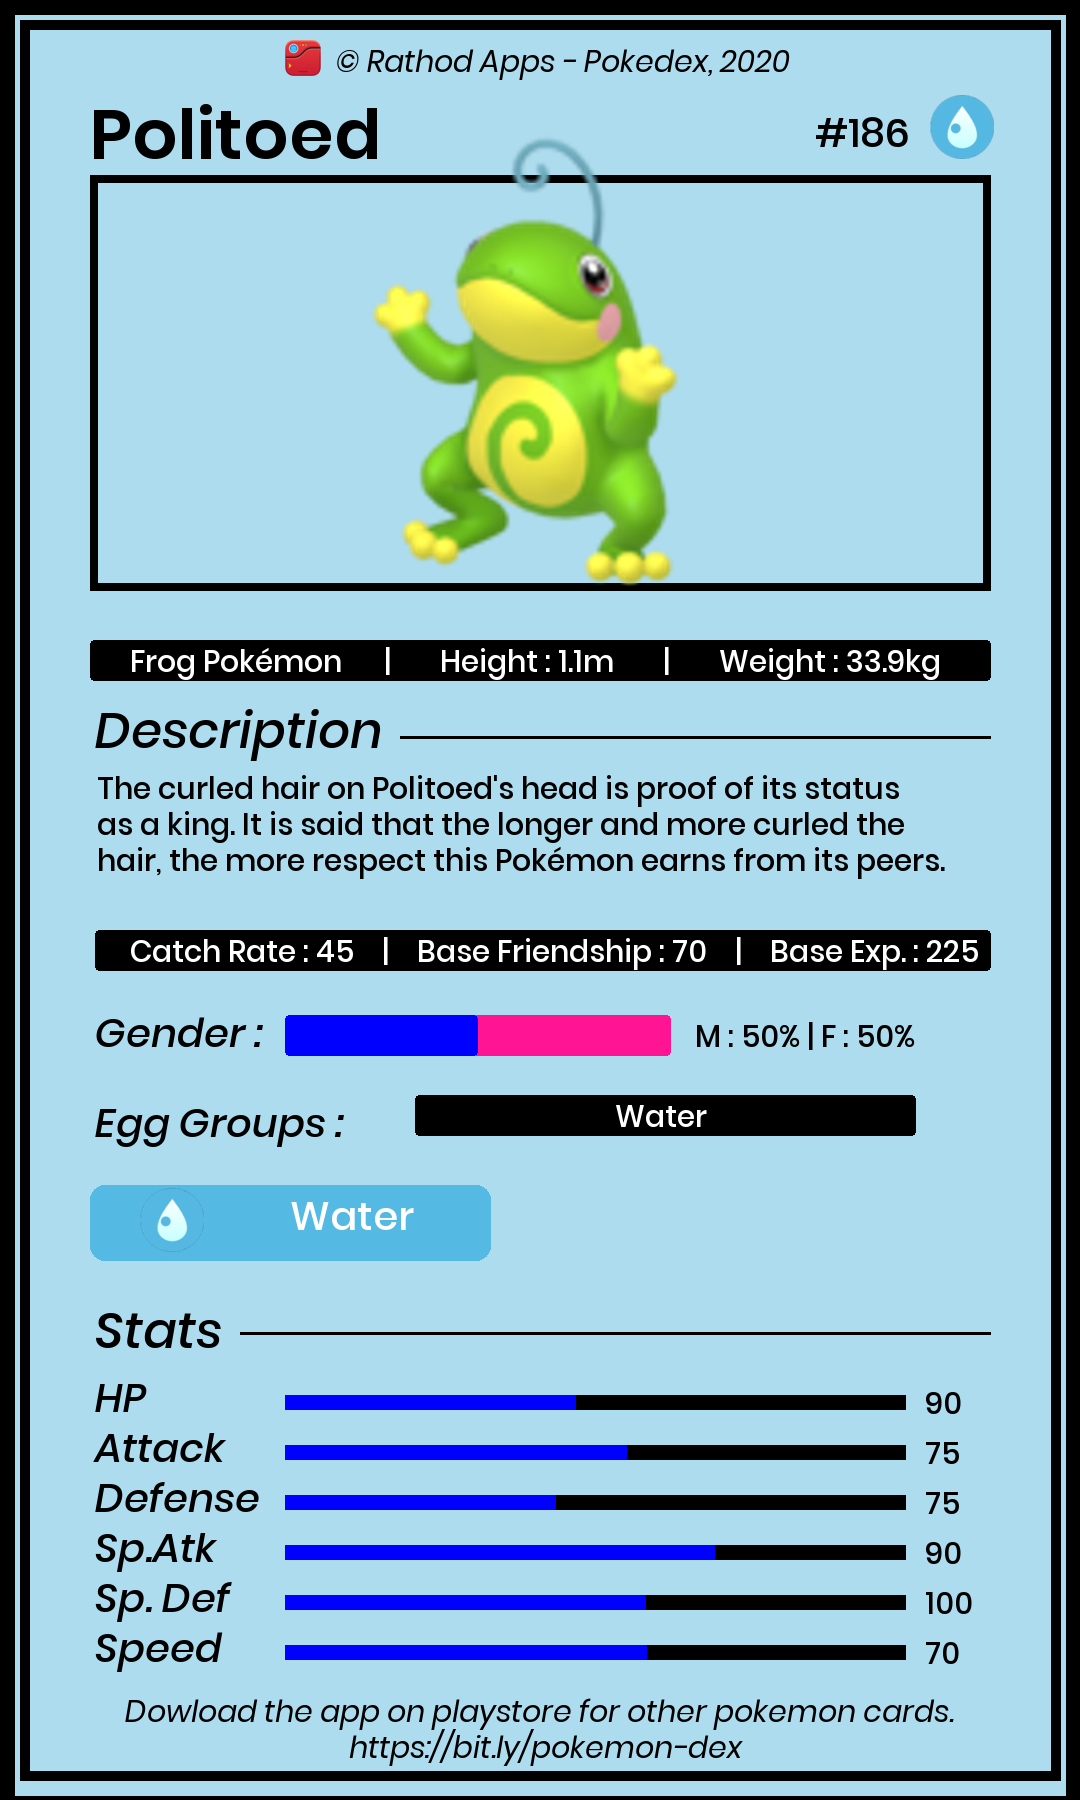 © Rathod Apps - Pokedex, 2020
Politoed #186
Frog Pokémon | Height : 1.1m | Weight : 33.9kg
Description
The curled hair on Politoed's head is proof of its status
as a king. It is said that the longer and more curled the
hair, the more respect this Pokémon earns from its peers.
Catch Rate : 45 | Base Friendship : 70 | Base Exp. : 225
Gender : M : 50% | F : 50%
Egg Groups : Water
Water
Stats
HP 90
Attack 75
Defense 75
Sp.Atk 90
Sp. Def 100
Speed 70
Dowload the app on playstore for other pokemon cards.
https://bit.ly/pokemon-dex